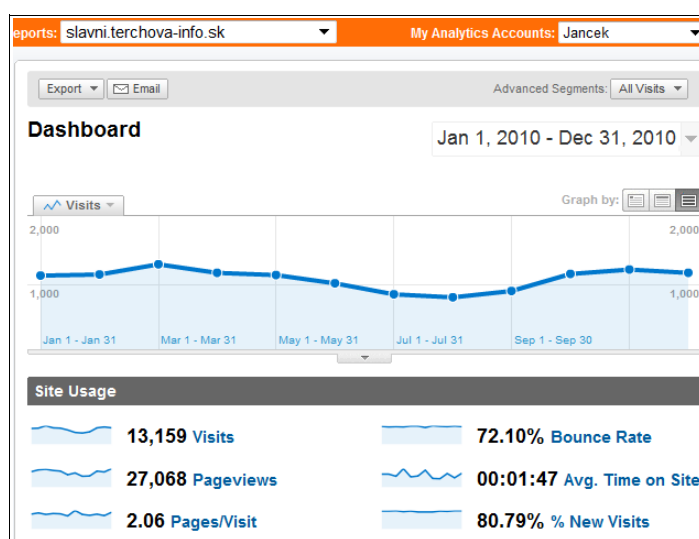 eports: slavni.terchova-info.sk My Analytics Accounts: Jancek
Export Email Advanced Segments: All Visits
Dashboard
Jan 1, 2010 - Dec 31, 2010
Visits Graph by:
2,000 2,000
1,000 1,000
Jan 1 - Jan 31 Mar 1 - Mar 31 May 1 - May 31 Jul 1 - Jul 31 Sep 1 - Sep 30
Site Usage
13,159 Visits 72.10% Bounce Rate
27,068 Pageviews 00:01:47 Avg. Time on Site
2.06 Pages/Visit 80.79% % New Visits